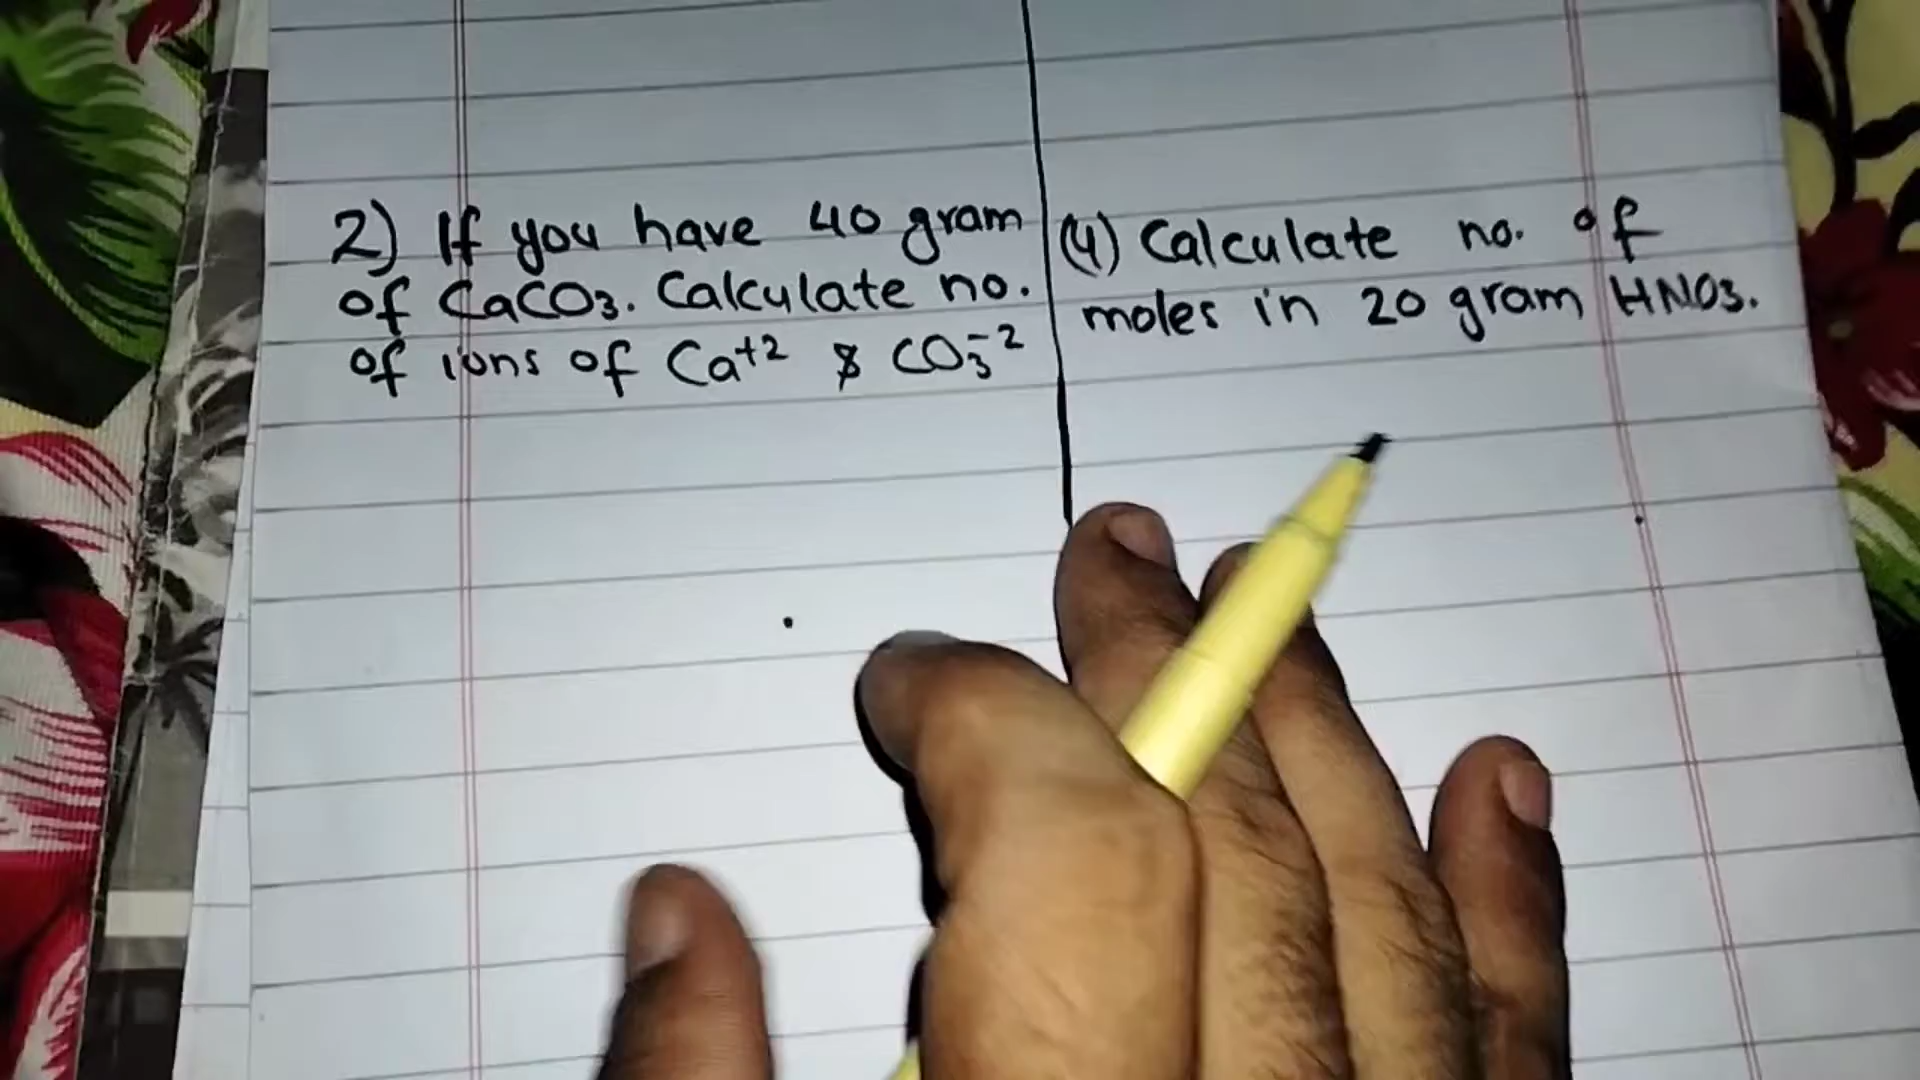 2) If you have 40 gram
of CaCO3. Calculate no.
of ions of Ca+2 & CO3-2
(4) Calculate no. of
moles in 20 gram HNO3.